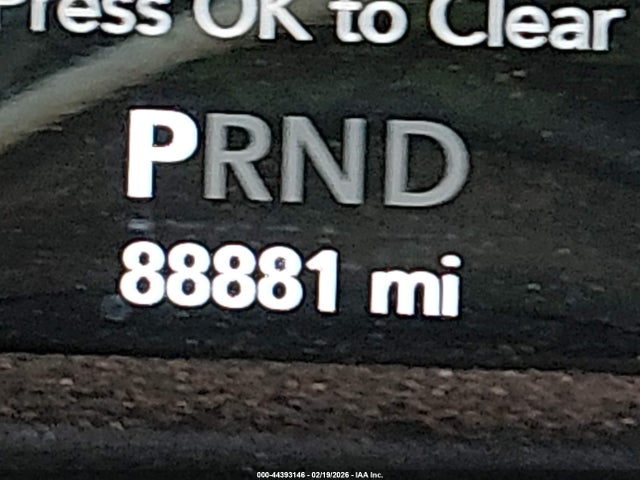 Press OK to Clear
PRND
88881 mi
000-44393146 - 02/19/2026 - IAA Inc.